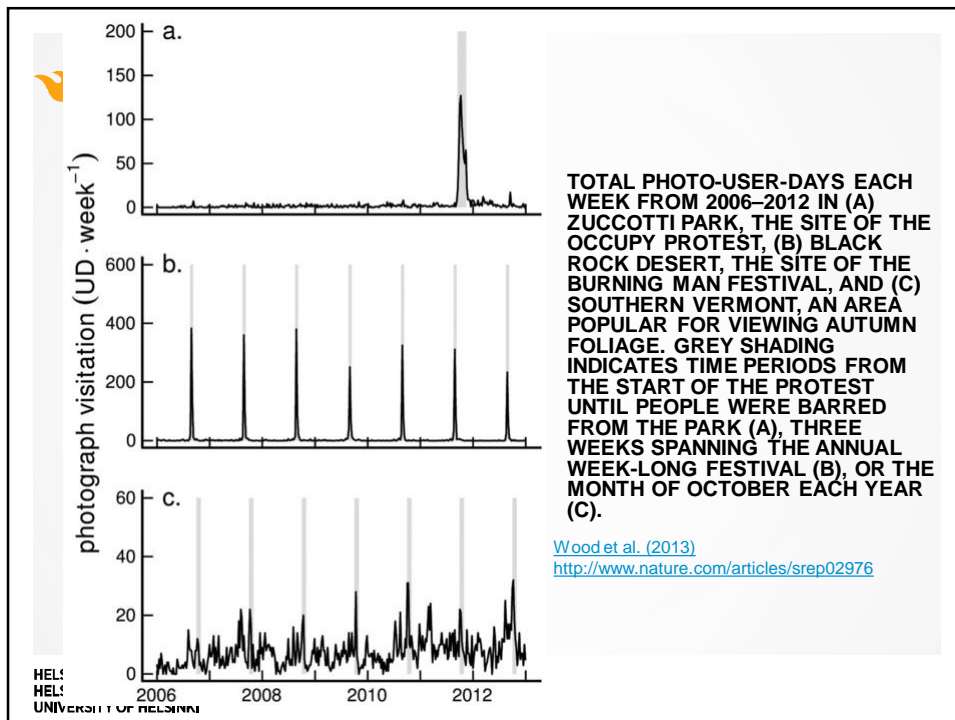 photograph visitation (UD · week⁻¹)
a.
200
150
100
50
0
b.
600
400
200
0
c.
60
40
20
0
2006
2008
2010
2012
TOTAL PHOTO-USER-DAYS EACH
WEEK FROM 2006–2012 IN (A)
ZUCCOTTI PARK, THE SITE OF THE
OCCUPY PROTEST, (B) BLACK
ROCK DESERT, THE SITE OF THE
BURNING MAN FESTIVAL, AND (C)
SOUTHERN VERMONT, AN AREA
POPULAR FOR VIEWING AUTUMN
FOLIAGE. GREY SHADING
INDICATES TIME PERIODS FROM
THE START OF THE PROTEST
UNTIL PEOPLE WERE BARRED
FROM THE PARK (A), THREE
WEEKS SPANNING THE ANNUAL
WEEK-LONG FESTIVAL (B), OR THE
MONTH OF OCTOBER EACH YEAR
(C).
Wood et al. (2013)
http://www.nature.com/articles/srep02976
UNIVERSITY OF HELSINKI